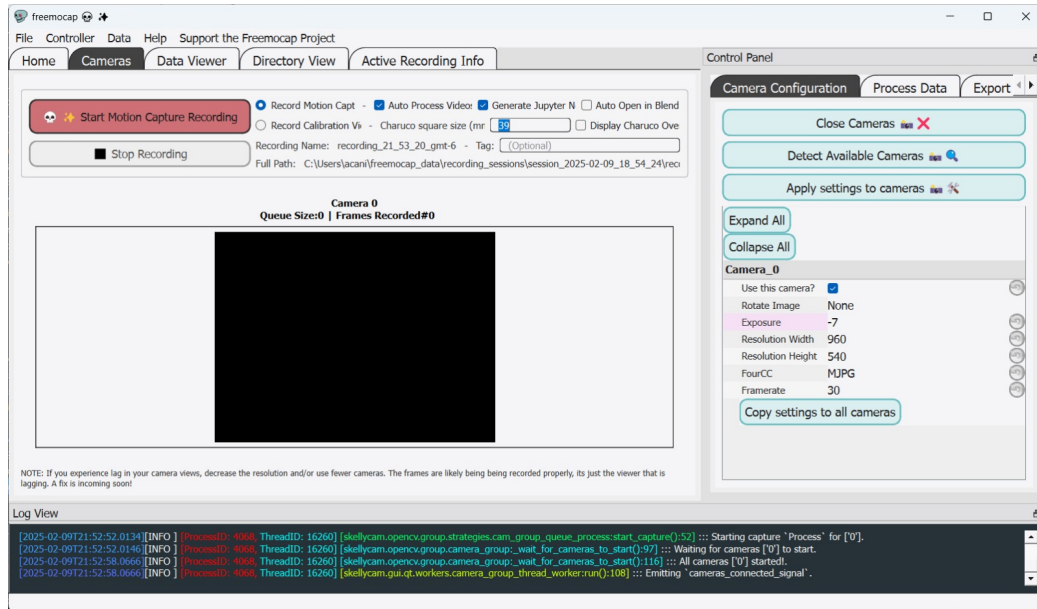 freemocap
File Controller Data Help Support the Freemocap Project
Home Cameras Data Viewer Directory View Active Recording Info
Start Motion Capture Recording
Stop Recording
Record Motion Capt - Auto Process Video: Generate Jupyter N Auto Open in Blend
Record Calibration Vi - Charuco square size (mr 39 Display Charuco Ove
Recording Name: recording_21_53_20_gmt-6 - Tag: (Optional)
Full Path: C:\Users\acani\freemocap_data\recording_sessions\session_2025-02-09_18_54_24\rec
Camera 0
Queue Size:0 | Frames Recorded#0
NOTE: If you experience lag in your camera views, decrease the resolution and/or use fewer cameras. The frames are likely being being recorded properly, its just the viewer that is
lagging. A fix is incoming soon!
Control Panel
Camera Configuration Process Data Export
Close Cameras
Detect Available Cameras
Apply settings to cameras
Expand All
Collapse All
Camera_0
Use this camera?
Rotate Image None
Exposure -7
Resolution Width 960
Resolution Height 540
FourCC MJPG
Framerate 30
Copy settings to all cameras
Log View
[2025-02-09T21:52:52.0134][INFO ] [ProcessID: 4068, ThreadID: 16260] [skellycam.opencv.group.strategies.cam_group_queue_process:start_capture():52] ::: Starting capture `Process` for ['0'].
[2025-02-09T21:52:52.0146][INFO ] [ProcessID: 4068, ThreadID: 16260] [skellycam.opencv.group.camera_group:_wait_for_cameras_to_start():97] ::: Waiting for cameras ['0'] to start.
[2025-02-09T21:52:58.0666][INFO ] [ProcessID: 4068, ThreadID: 16260] [skellycam.opencv.group.camera_group:_wait_for_cameras_to_start():116] ::: All cameras ['0'] started!.
[2025-02-09T21:52:58.0666][INFO ] [ProcessID: 4068, ThreadID: 16260] [skellycam.gui.qt.workers.camera_group_thread_worker:run():108] ::: Emitting `cameras_connected_signal`.